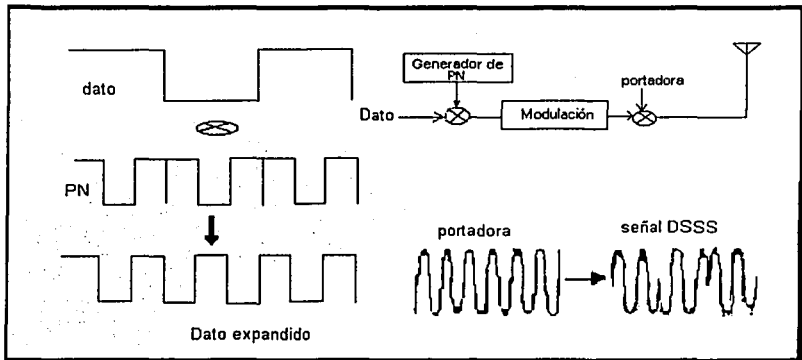 dato
PN
Dato expandido
Generador de
PN
Dato
Modulación
portadora
portadora
señal DSSS